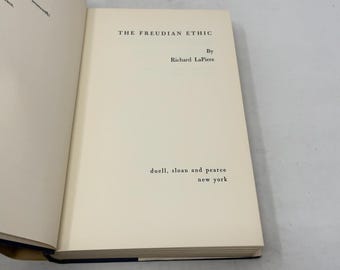 THE FREUDIAN ETHIC
By
Richard LaPiere
duell, sloan and pearce
new york